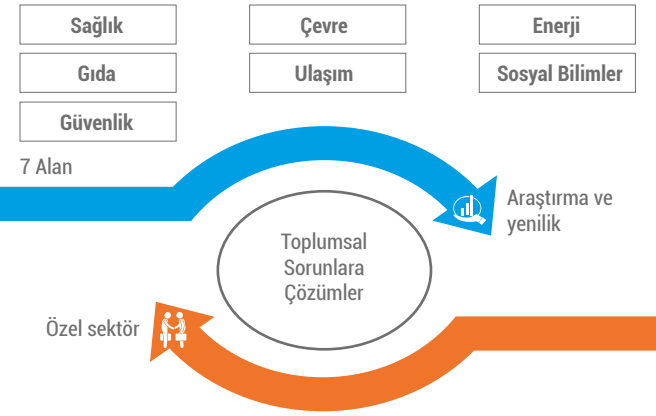 Sağlık
Çevre
Enerji
Gıda
Ulaşım
Sosyal Bilimler
Güvenlik
7 Alan
Araştırma ve
yenilik
Toplumsal
Sorunlara
Çözümler
Özel sektör